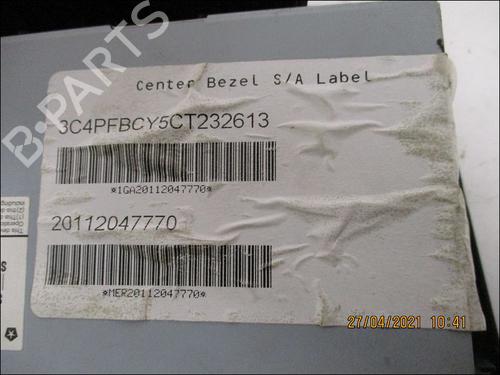 B-PARTS
Center Bezel S/A Label
3C4PFBCY5CT232613
*1GA20112047770*
20112047770
*MER20112047770*
27/04/2021 10:41